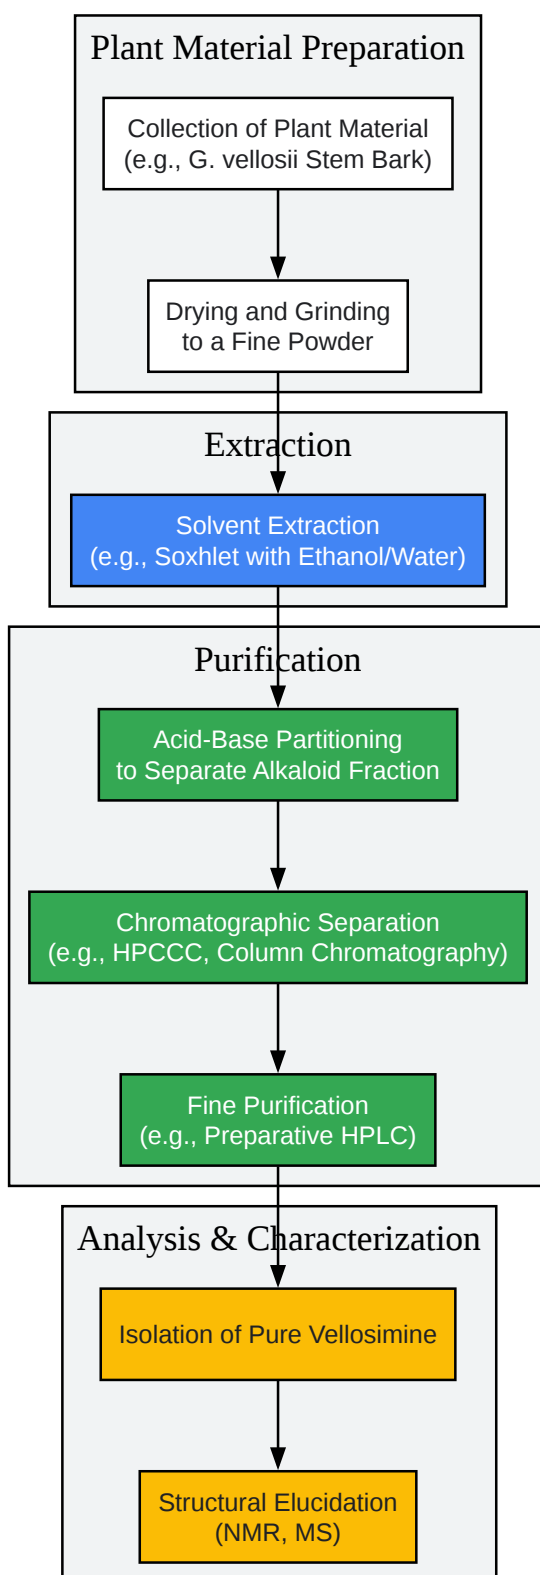 Plant Material Preparation
Collection of Plant Material
(e.g., G. vellosii Stem Bark)
Drying and Grinding
to a Fine Powder
Extraction
Solvent Extraction
(e.g., Soxhlet with Ethanol/Water)
Purification
Acid-Base Partitioning
to Separate Alkaloid Fraction
Chromatographic Separation
(e.g., HPCCC, Column Chromatography)
Fine Purification
(e.g., Preparative HPLC)
Analysis & Characterization
Isolation of Pure Vellosimine
Structural Elucidation
(NMR, MS)